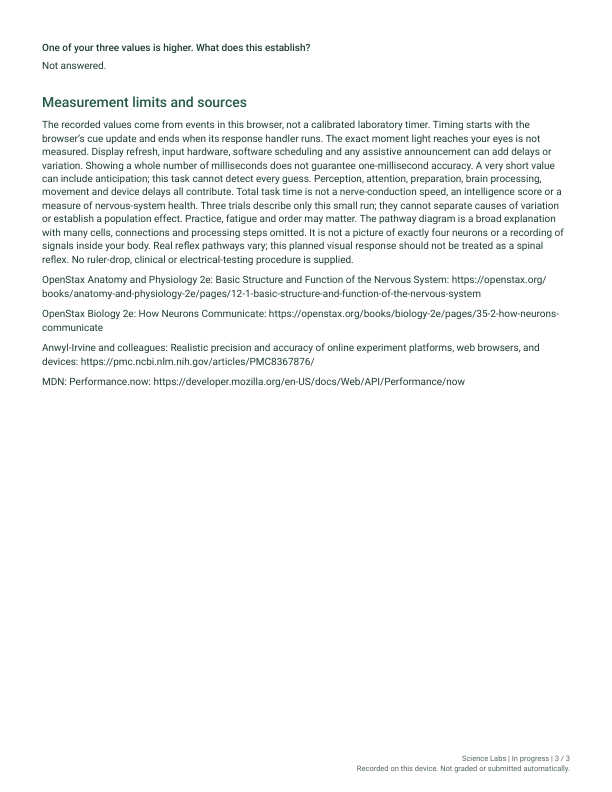 One of your three values is higher. What does this establish?
Not answered.
Measurement limits and sources
The recorded values come from events in this browser, not a calibrated laboratory timer. Timing starts with the
browser's cue update and ends when its response handler runs. The exact moment light reaches your eyes is not
measured. Display refresh, input hardware, software scheduling and any assistive announcement can add delays or
variation. Showing a whole number of milliseconds does not guarantee one-millisecond accuracy. A very short value
can include anticipation; this task cannot detect every guess. Perception, attention, preparation, brain processing,
movement and device delays all contribute. Total task time is not a nerve-conduction speed, an intelligence score or a
measure of nervous-system health. Three trials describe only this small run; they cannot separate causes of variation
or establish a population effect. Practice, fatigue and order may matter. The pathway diagram is a broad explanation
with many cells, connections and processing steps omitted. It is not a picture of exactly four neurons or a recording of
signals inside your body. Real reflex pathways vary; this planned visual response should not be treated as a spinal
reflex. No ruler-drop, clinical or electrical-testing procedure is supplied.
OpenStax Anatomy and Physiology 2e: Basic Structure and Function of the Nervous System: https://openstax.org/
books/anatomy-and-physiology-2e/pages/12-1-basic-structure-and-function-of-the-nervous-system
OpenStax Biology 2e: How Neurons Communicate: https://openstax.org/books/biology-2e/pages/35-2-how-neurons-
communicate
Anwyl-Irvine and colleagues: Realistic precision and accuracy of online experiment platforms, web browsers, and
devices: https://pmc.ncbi.nlm.nih.gov/articles/PMC8367876/
MDN: Performance.now: https://developer.mozilla.org/en-US/docs/Web/API/Performance/now
Science Labs | In progress | 3 / 3
Recorded on this device. Not graded or submitted automatically.